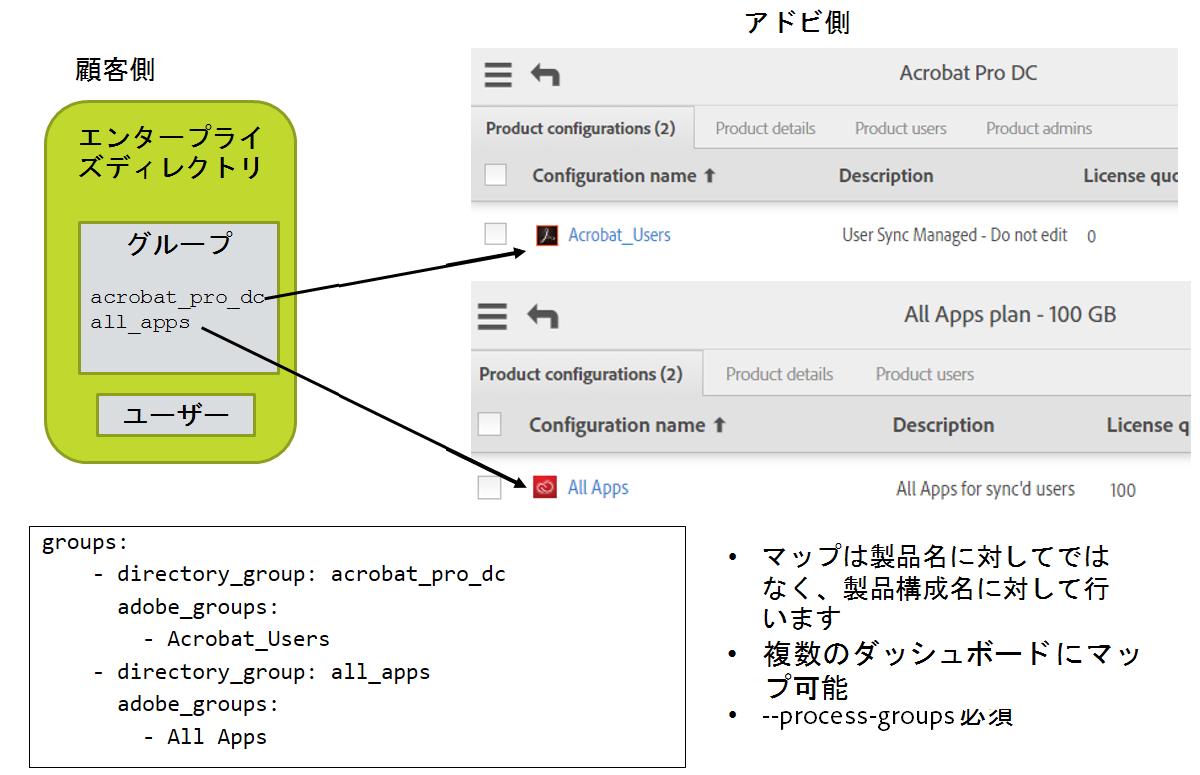 アドビ側
顧客側
エンタープライ
ズディレクトリ
グループ
acrobat_pro_dc
all_apps
ユーザー
Acrobat Pro DC
Product configurations (2) Product details Product users Product admins
Configuration name Description License quo
Acrobat_Users User Sync Managed - Do not edit 0
All Apps plan - 100 GB
Product configurations (2) Product details Product users
Configuration name Description License q
All Apps All Apps for sync'd users 100
groups:
- directory_group: acrobat_pro_dc
adobe_groups:
- Acrobat_Users
- directory_group: all_apps
adobe_groups:
- All Apps
• マップは製品名に対してでは
なく、製品構成名に対して行
います
• 複数のダッシュボードにマッ
プ可能
• --process-groups 必須